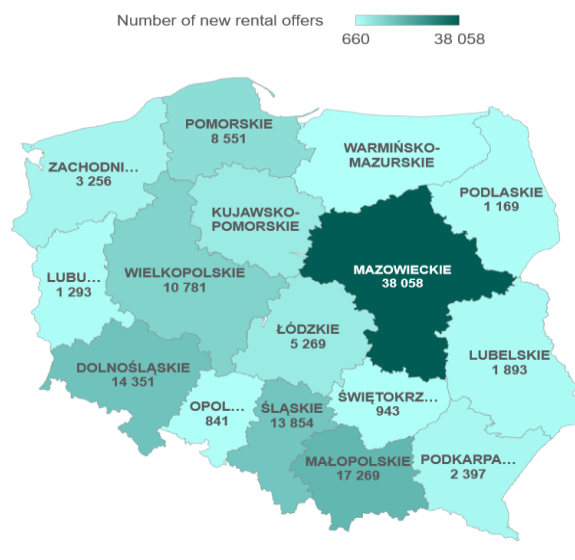 Number of new rental offers
660
38 058
POMORSKIE
8 551
WARMIŃSKO-
MAZURSKIE
ZACHODNI...
3 256
PODLASKIE
1 169
KUJAWSKO-
POMORSKIE
MAZOWIECKIE
38 058
WIELKOPOLSKIE
10 781
LUBU...
1 293
ŁÓDZKIE
5 269
LUBELSKIE
1 893
DOLNOŚLĄSKIE
14 351
OPOL...
841
ŚLĄSKIE
13 854
ŚWIĘTOKRZ...
943
MAŁOPOLSKIE
17 269
PODKARPA...
2 397